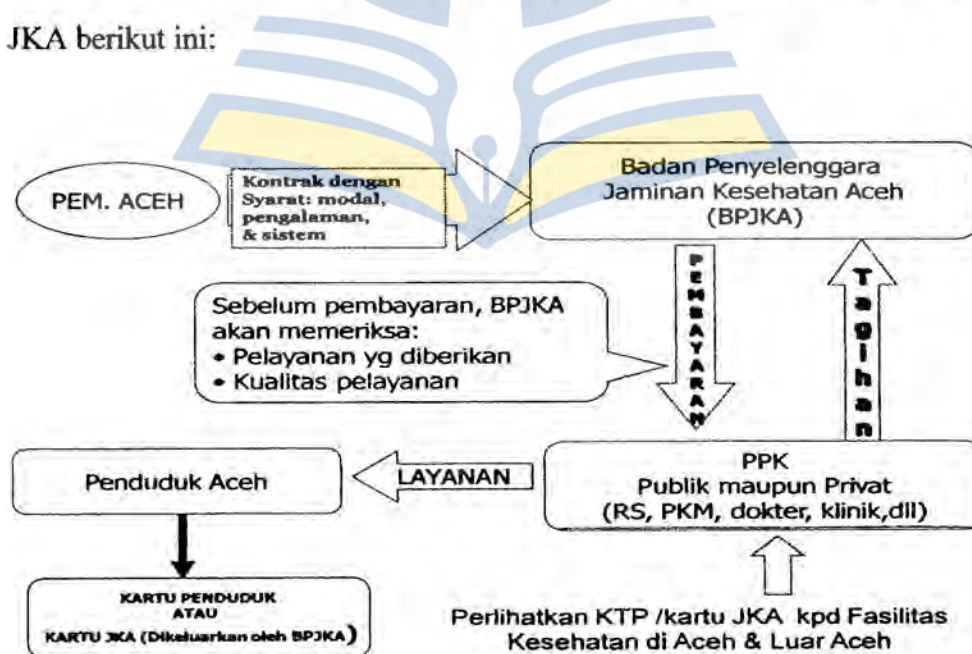 JKA berikut ini:
PEM. ACEH
Kontrak dengan
Syarat: modal,
pengalaman,
& sistem
Badan Penyelenggara
Jaminan Kesehatan Aceh
(BPJKA)
Sebelum pembayaran, BPJKA
akan memeriksa:
• Pelayanan yg diberikan
• Kualitas pelayanan
PEMBAYARAN
Tagihan
Penduduk Aceh
LAYANAN
PPK
Publik maupun Privat
(RS, PKM, dokter, klinik,dll)
KARTU PENDUDUK
ATAU
KARTU JKA (Dikeluarkan oleh BPJKA)
Perlihatkan KTP /kartu JKA kpd Fasilitas
Kesehatan di Aceh & Luar Aceh